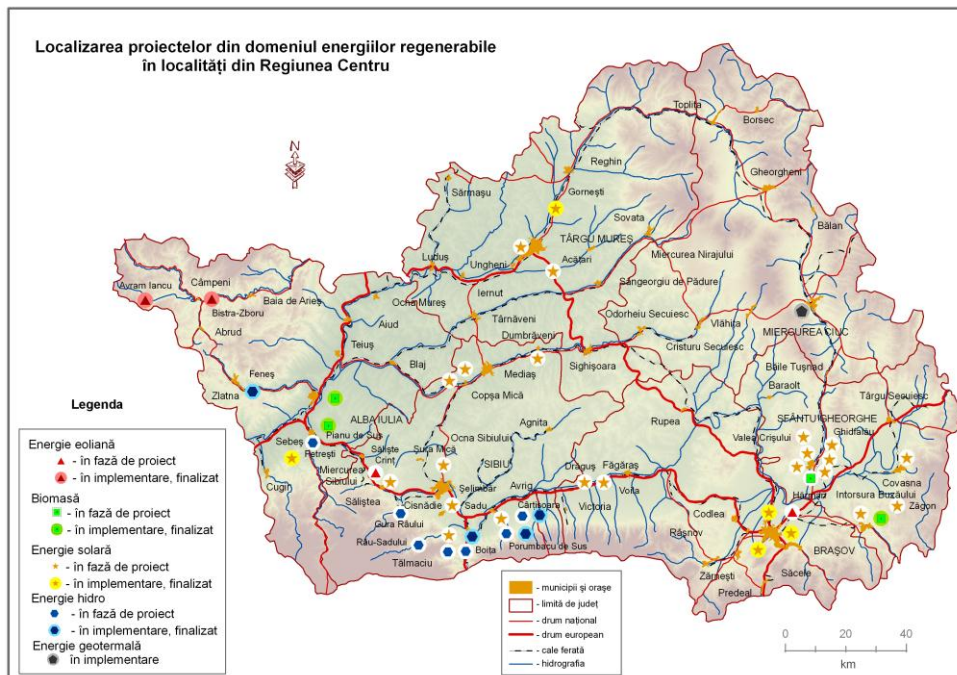 Localizarea proiectelor din domeniul energiilor regenerabile
în localități din Regiunea Centru
N
Toplița
Borsec
Reghin
Gheorgheni
Sărmașu
Gornești
Sovata
Bălan
TÂRGU MUREȘ
Luduș
Ungheni
Acățari
Miercurea Nirajului
Câmpeni
Avram Iancu
Baia de Arieș
Bistra-Zboru
Iernut
Sângeorgiu de Pădure
Ocna Mureș
Abrud
Aiud
Târnăveni
Odorheiu Secuiesc
Vlăhița
MIERCUREA CIUC
Dumbrăveni
Teiuș
Cristuru Secuiesc
Blaj
Mediaș
Sighișoara
Băile Tușnad
Feneș
Zlatna
Copșa Mică
Baraolt
Târgu Secuiesc
ALBA IULIA
SFÂNTU GHEORGHE
Pianu de Sus
Agnita
Rupea
Ghidfalău
Sebeș
Ocna Sibiului
Valea Crișului
Petrești
Săliște
Șura Mică
Crinț
Miercurea
Sibiului
SIBIU
Cugir
Șelimbăr
Avrig
Drăguș
Făgăraș
Covasna
Săliștea
Cisnădie
Sadu
Cârțișoara
Voila
Hărman
Intorsura Buzăului
Zagon
Gura Râului
Victoria
Codlea
Râu-Sadului
Boița
Porumbacu de Sus
Râșnov
BRAȘOV
Tălmaciu
Zărnești
Săcele
Predeal
Legenda
Energie eoliană
- în fază de proiect
- în implementare, finalizat
Biomasă
- în fază de proiect
- în implementare, finalizat
Energie solară
- în fază de proiect
- în implementare, finalizat
Energie hidro
- în fază de proiect
- în implementare, finalizat
Energie geotermală
în implementare
- municipii și orașe
- limită de județ
- drum național
- drum european
- cale ferată
- hidrografia
0 20 40
km